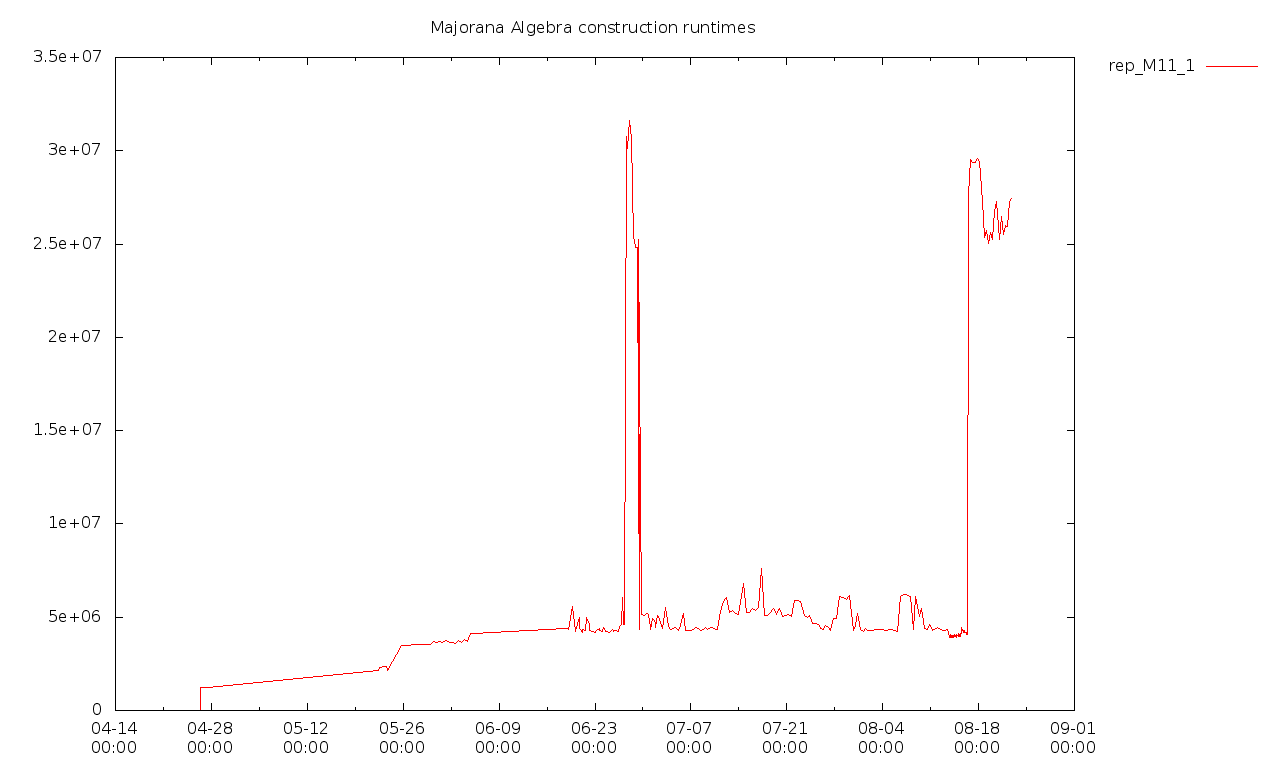 Majorana Algebra construction runtimes
rep_M11_1
3.5e+07
3e+07
2.5e+07
2e+07
1.5e+07
1e+07
5e+06
0
04-14 04-28 05-12 05-26 06-09 06-23 07-07 07-21 08-04 08-18 09-01
00:00 00:00 00:00 00:00 00:00 00:00 00:00 00:00 00:00 00:00 00:00